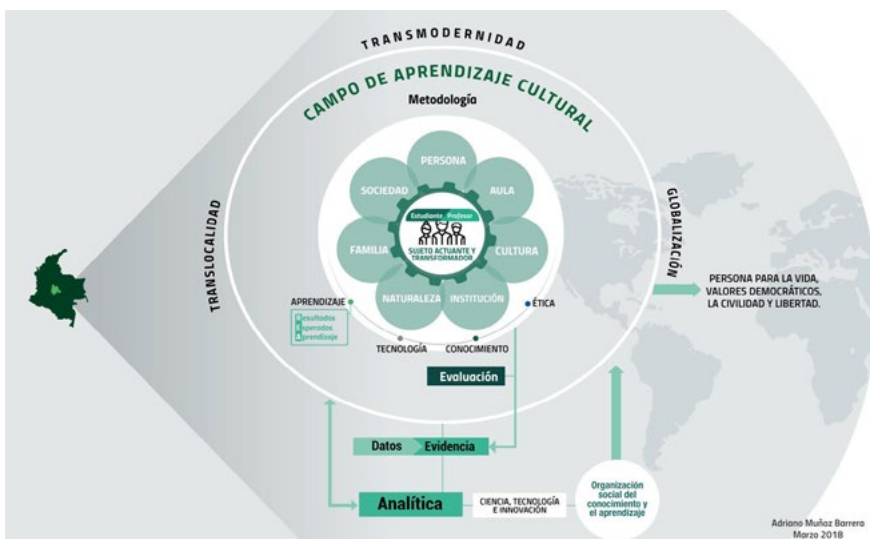 TRANSMODERNIDAD
CAMPO DE APRENDIZAJE CULTURAL
Metodología
TRANSLOCALIDAD
GLOBALIZACIÓN
PERSONA
SOCIEDAD
AULA
FAMILIA
CULTURA
NATURALEZA
INSTITUCIÓN
Estudiante Profesor
SUJETO ACTUANTE Y
TRANSFORMADOR
APRENDIZAJE
Resultados
Esperados
Aprendizaje
TECNOLOGÍA
CONOCIMIENTO
ÉTICA
PERSONA PARA LA VIDA,
VALORES DEMOCRÁTICOS,
LA CIVILIDAD Y LIBERTAD.
Evaluación
Datos
Evidencia
Analítica
CIENCIA, TECNOLOGÍA
E INNOVACIÓN
Organización
social del
conocimiento y
el aprendizaje
Adriano Muñoz Barrera
Marzo 2018